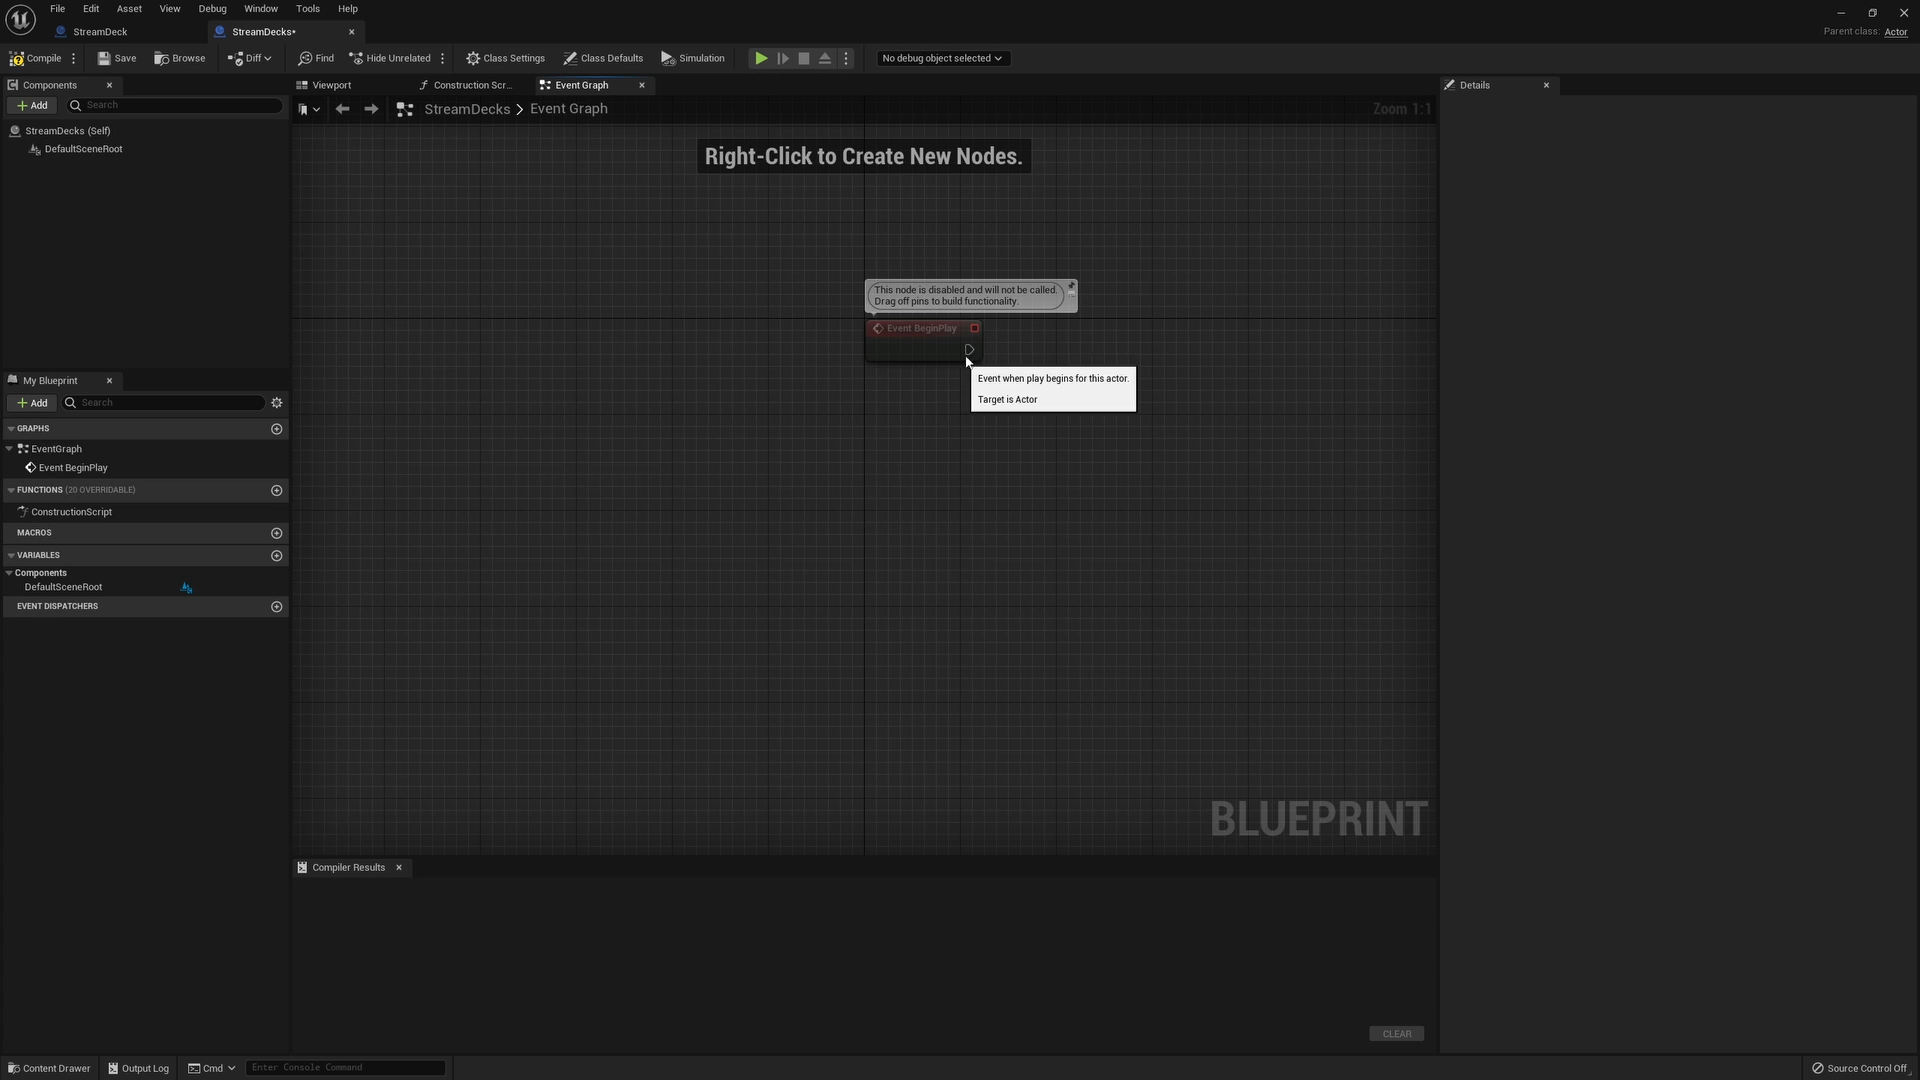 File Edit Asset View Debug Window Tools Help
StreamDeck
StreamDecks*
Parent class: Actor
Compile
Save
Browse
Diff
Find
Hide Unrelated
Class Settings
Class Defaults
Simulation
No debug object selected
Components
Add
Search
StreamDecks (Self)
DefaultSceneRoot
Viewport
Construction Scr...
Event Graph
StreamDecks > Event Graph
Zoom 1:1
Right-Click to Create New Nodes.
This node is disabled and will not be called.
Drag off pins to build functionality.
Event BeginPlay
Event when play begins for this actor.
Target is Actor
BLUEPRINT
Details
My Blueprint
Add
Search
GRAPHS
EventGraph
Event BeginPlay
FUNCTIONS (20 OVERRIDABLE)
ConstructionScript
MACROS
VARIABLES
Components
DefaultSceneRoot
EVENT DISPATCHERS
Compiler Results
CLEAR
Content Drawer
Output Log
Cmd
Enter Console Command
Source Control Off